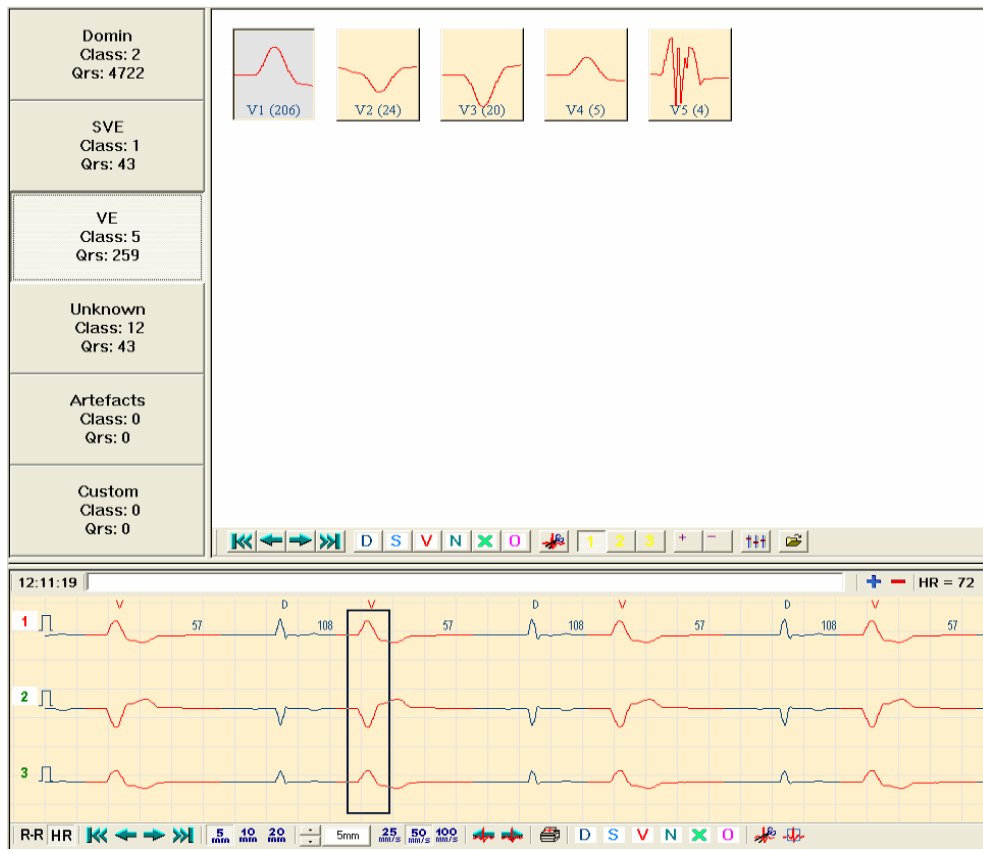 Domin
Class: 2
Qrs: 4722
SVE
Class: 1
Qrs: 43
VE
Class: 5
Qrs: 259
Unknown
Class: 12
Qrs: 43
Artefacts
Class: 0
Qrs: 0
Custom
Class: 0
Qrs: 0
V1 (206) V2 (24) V3 (20) V4 (5) V5 (4)
D S V N X O 1 2 3 + -
12:11:19 + - HR = 72
V D V D V D V
1 57 108 57 108 57 108 57
2
3
R-R HR 5 mm 10 mm 20 mm 5mm 25 mm/s 50 mm/s 100 mm/s D S V N X O